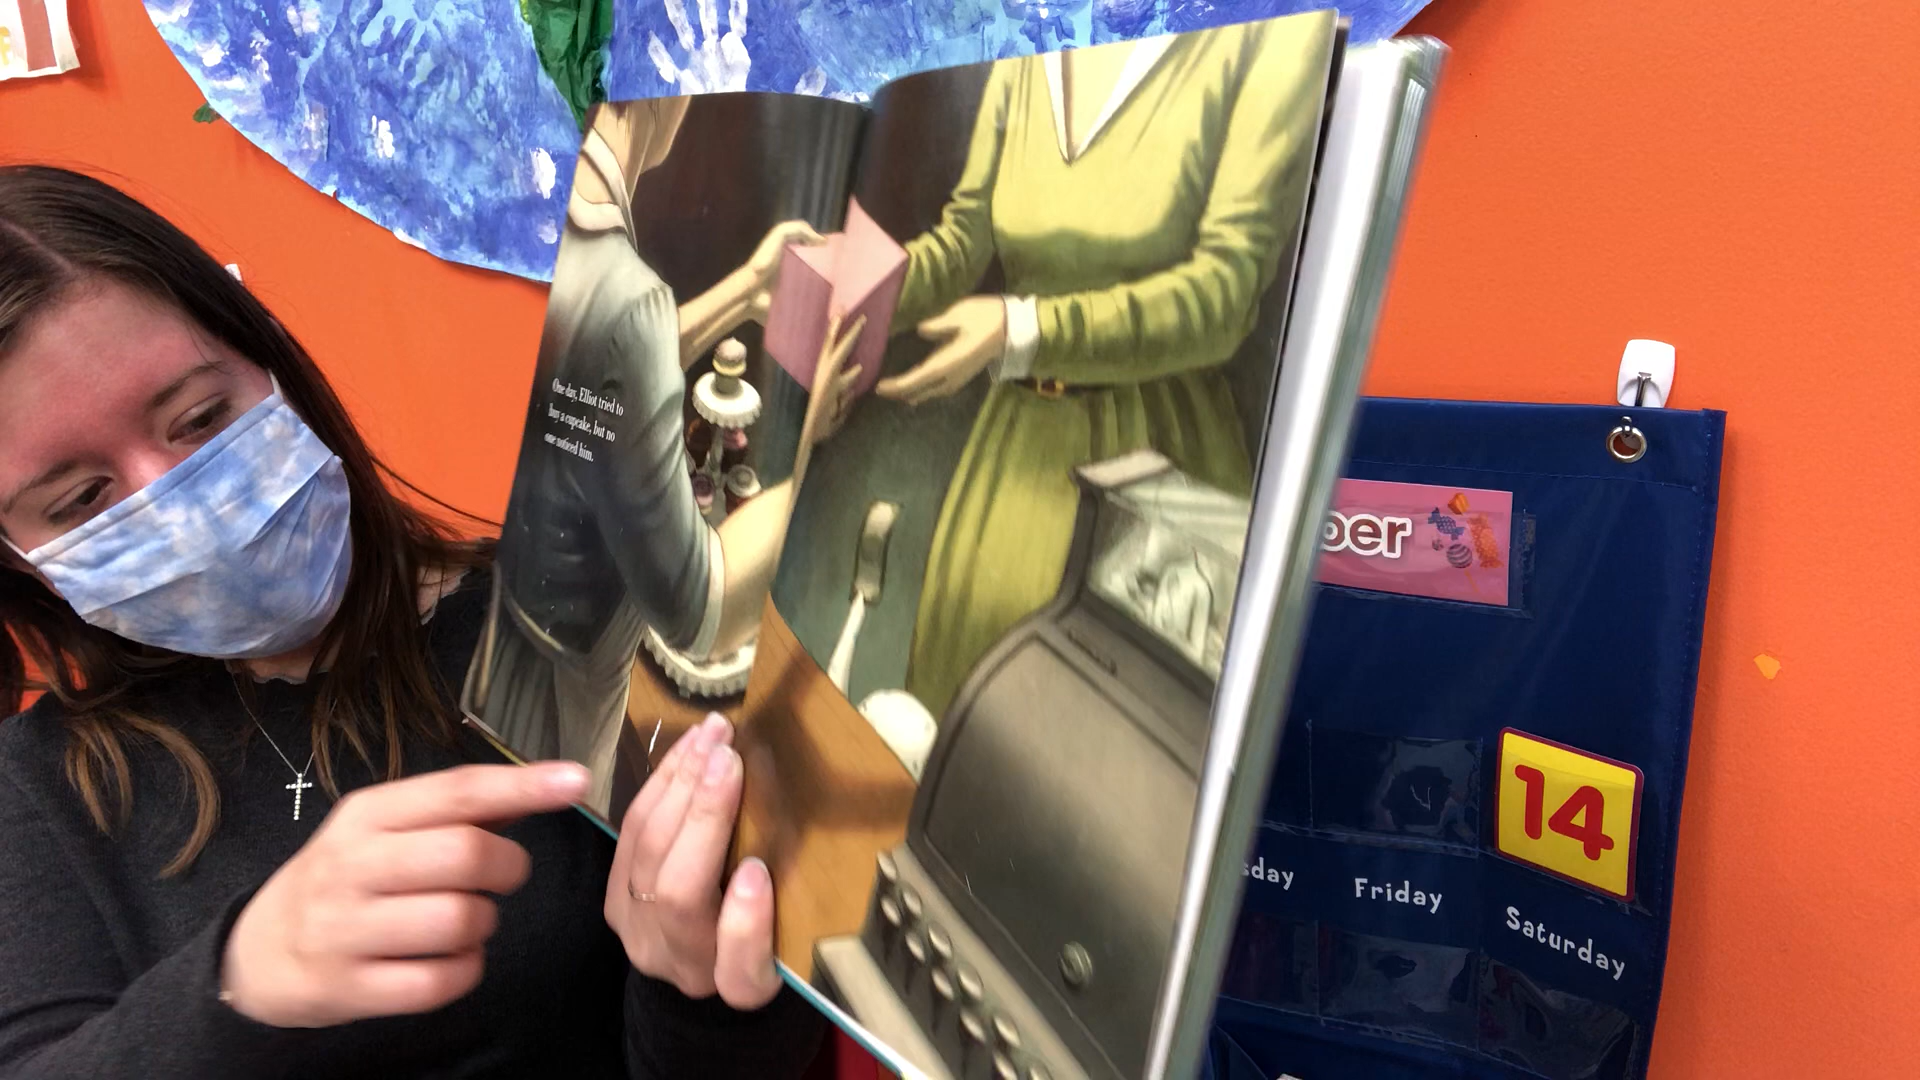 One day, Elliot tried to
buy a cupcake, but no
one noticed him.
ber
14
sday
Friday
Saturday